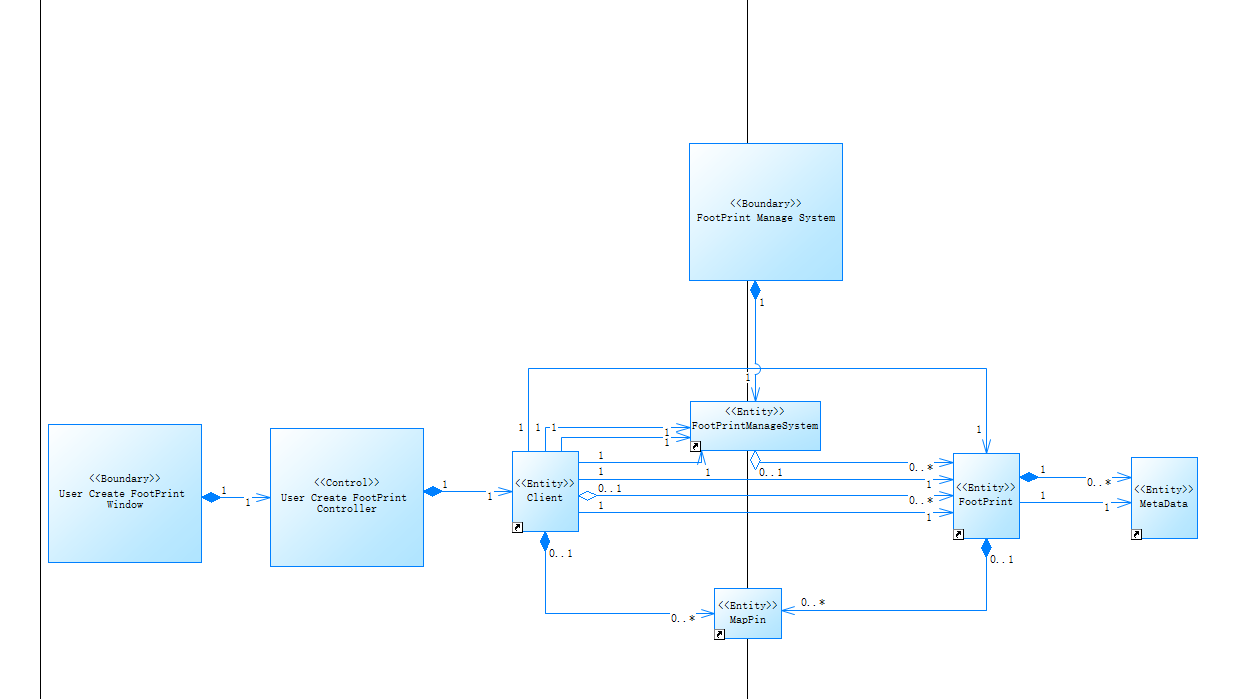 <<Boundary>>
FootPrint Manage System
1
1
<<Entity>>
FootPrintManageSystem
1
1
1
1
1
1
1
1
0..1
0..*
<<Boundary>>
User Create FootPrint
Window
1
1
<<Control>>
User Create FootPrint
Controller
1
1
<<Entity>>
Client
1
1
0..1
0..*
1
1
1
<<Entity>>
FootPrint
1
0..*
1
1
<<Entity>>
MetaData
0..1
0..1
0..*
0..*
<<Entity>>
MapPin